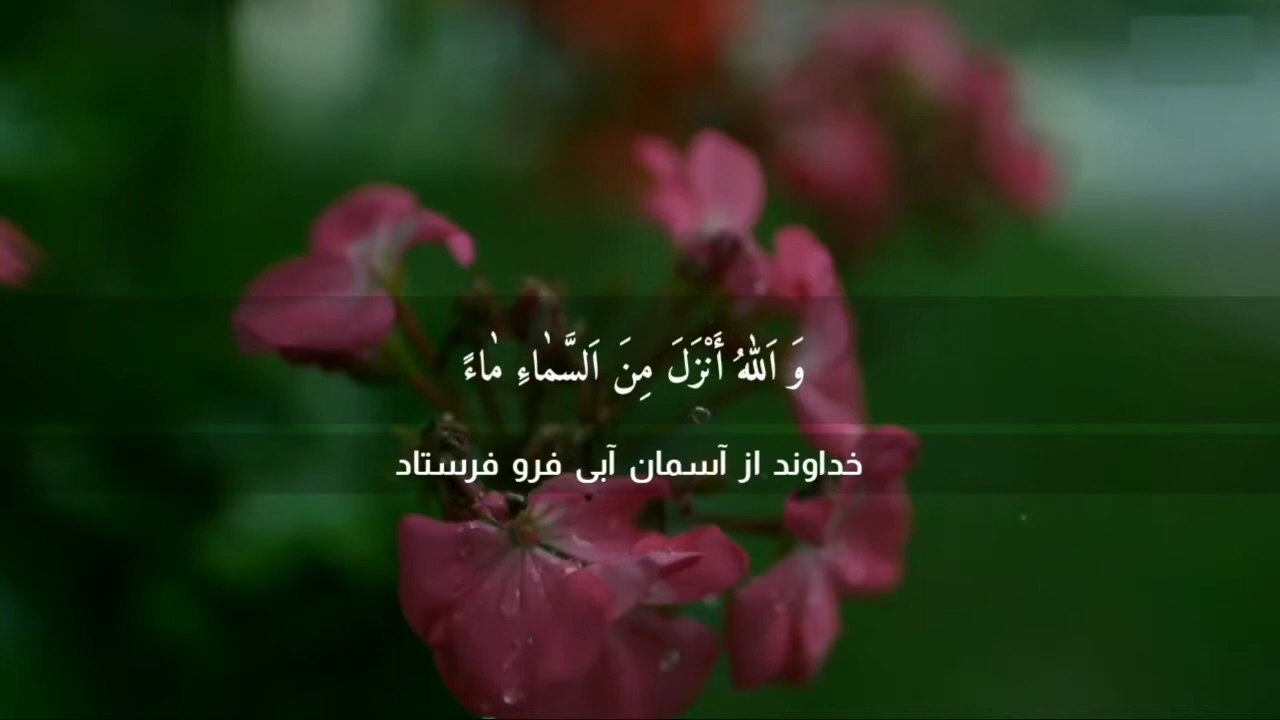 وَ اَللّٰهُ أَنْزَلَ مِنَ اَلسَّمٰاءِ مٰاءً
خداوند از آسمان آبی فرو فرستاد